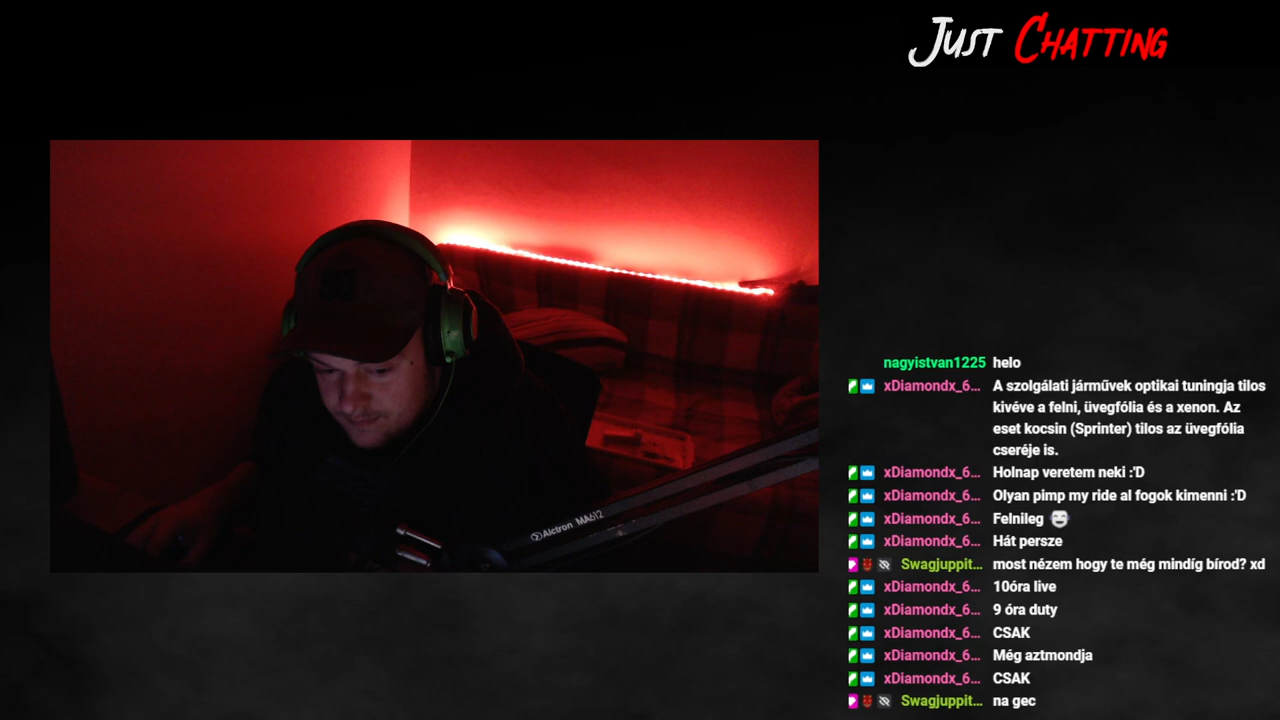 Just Chatting
nagyistvan1225 helo
xDiamondx_6... A szolgálati járművek optikai tuningja tilos
kivéve a felni, üvegfólia és a xenon. Az
eset kocsin (Sprinter) tilos az üvegfólia
cseréje is.
xDiamondx_6... Holnap veretem neki :'D
xDiamondx_6... Olyan pimp my ride al fogok kimenni :'D
xDiamondx_6... Felnileg
xDiamondx_6... Hát persze
Swagjuppit... most nézem hogy te még mindíg bírod? xd
xDiamondx_6... 10óra live
xDiamondx_6... 9 óra duty
xDiamondx_6... CSAK
xDiamondx_6... Még aztmondja
xDiamondx_6... CSAK
Swagjuppit... na gec
Alctron MA612